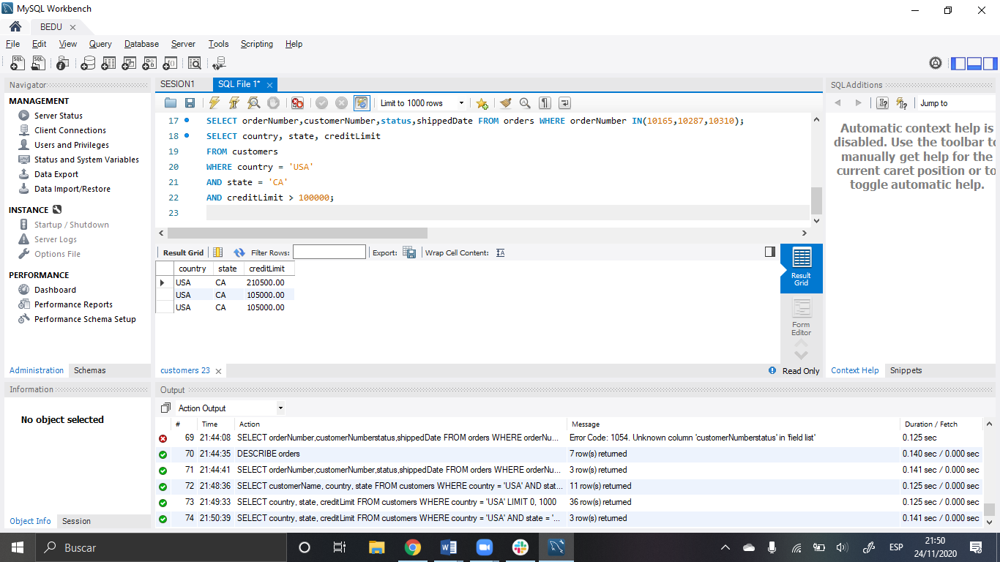 MySQL Workbench
BEDU
File Edit View Query Database Server Tools Scripting Help
Navigator
MANAGEMENT
Server Status
Client Connections
Users and Privileges
Status and System Variables
Data Export
Data Import/Restore
INSTANCE
Startup / Shutdown
Server Logs
Options File
PERFORMANCE
Dashboard
Performance Reports
Performance Schema Setup
Administration Schemas
Information
No object selected
Object Info Session
SESION1 SQL File 1*
Limit to 1000 rows
17 SELECT orderNumber,customerNumber,status,shippedDate FROM orders WHERE orderNumber IN(10165,10287,10310);
18 SELECT country, state, creditLimit
19 FROM customers
20 WHERE country = 'USA'
21 AND state = 'CA'
22 AND creditLimit > 100000;
23
Result Grid Filter Rows: Export: Wrap Cell Content:
country state creditLimit
USA CA 210500.00
USA CA 105000.00
USA CA 105000.00
Result
Grid
Form
Editor
customers 23
Read Only
SQLAdditions
Jump to
Automatic context help is
disabled. Use the toolbar to
manually get help for the
current caret position or to
toggle automatic help.
Context Help Snippets
Output
Action Output
# Time Action Message Duration / Fetch
69 21:44:08 SELECT orderNumber,customerNumberstatus,shippedDate FROM orders WHERE orderNu... Error Code: 1054. Unknown column 'customerNumberstatus' in 'field list' 0.125 sec
70 21:44:35 DESCRIBE orders 7 row(s) returned 0.140 sec / 0.000 sec
71 21:44:41 SELECT orderNumber,customerNumber,status,shippedDate FROM orders WHERE orderNu... 3 row(s) returned 0.141 sec / 0.000 sec
72 21:48:36 SELECT customerName, country, state FROM customers WHERE country = 'USA' AND stat... 11 row(s) returned 0.125 sec / 0.000 sec
73 21:49:33 SELECT country, state, creditLimit FROM customers WHERE country = 'USA' LIMIT 0, 1000 36 row(s) returned 0.125 sec / 0.000 sec
74 21:50:39 SELECT country, state, creditLimit FROM customers WHERE country = 'USA' AND state = '... 3 row(s) returned 0.141 sec / 0.000 sec
Buscar
ESP
21:50
24/11/2020